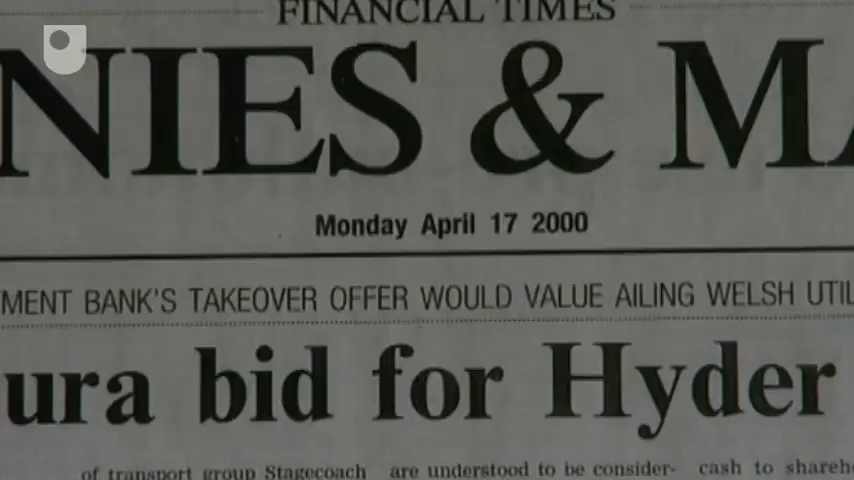 FINANCIAL TIMES
NIES & MA
Monday April 17 2000
MENT BANK'S TAKEOVER OFFER WOULD VALUE AILING WELSH UTIL
ura bid for Hyder
of transport group Stagecoach are understood to be consider- cash to shareh